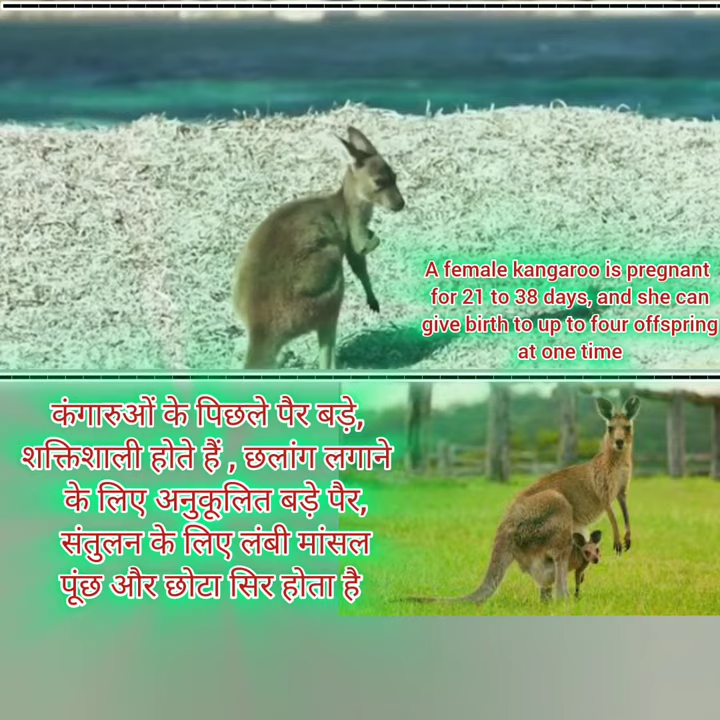 A female kangaroo is pregnant
for 21 to 38 days, and she can
give birth to up to four offspring
at one time
कंगारुओं के पिछले पैर बड़े,
शक्तिशाली होते हैं , छलांग लगाने
के लिए अनुकूलित बड़े पैर,
संतुलन के लिए लंबी मांसल
पूंछ और छोटा सिर होता है